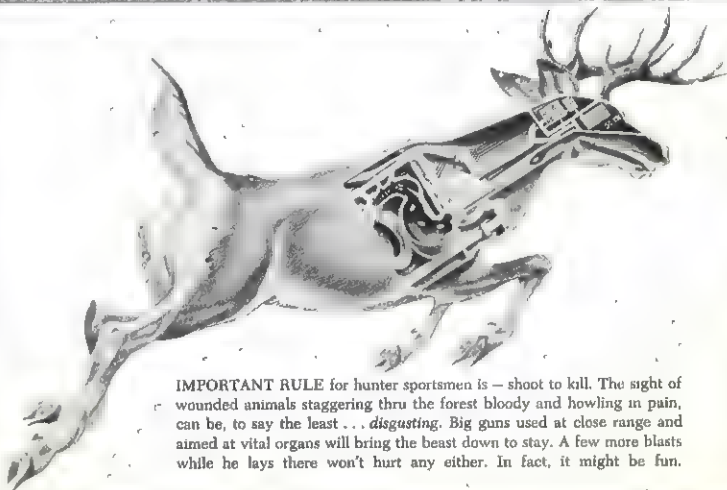 IMPORTANT RULE for hunter sportsmen is — shoot to kill. The sight of
wounded animals staggering thru the forest bloody and howling in pain,
can be, to say the least . . . disgusting. Big guns used at close range and
aimed at vital organs will bring the beast down to stay. A few more blasts
while he lays there won't hurt any either. In fact, it might be fun.